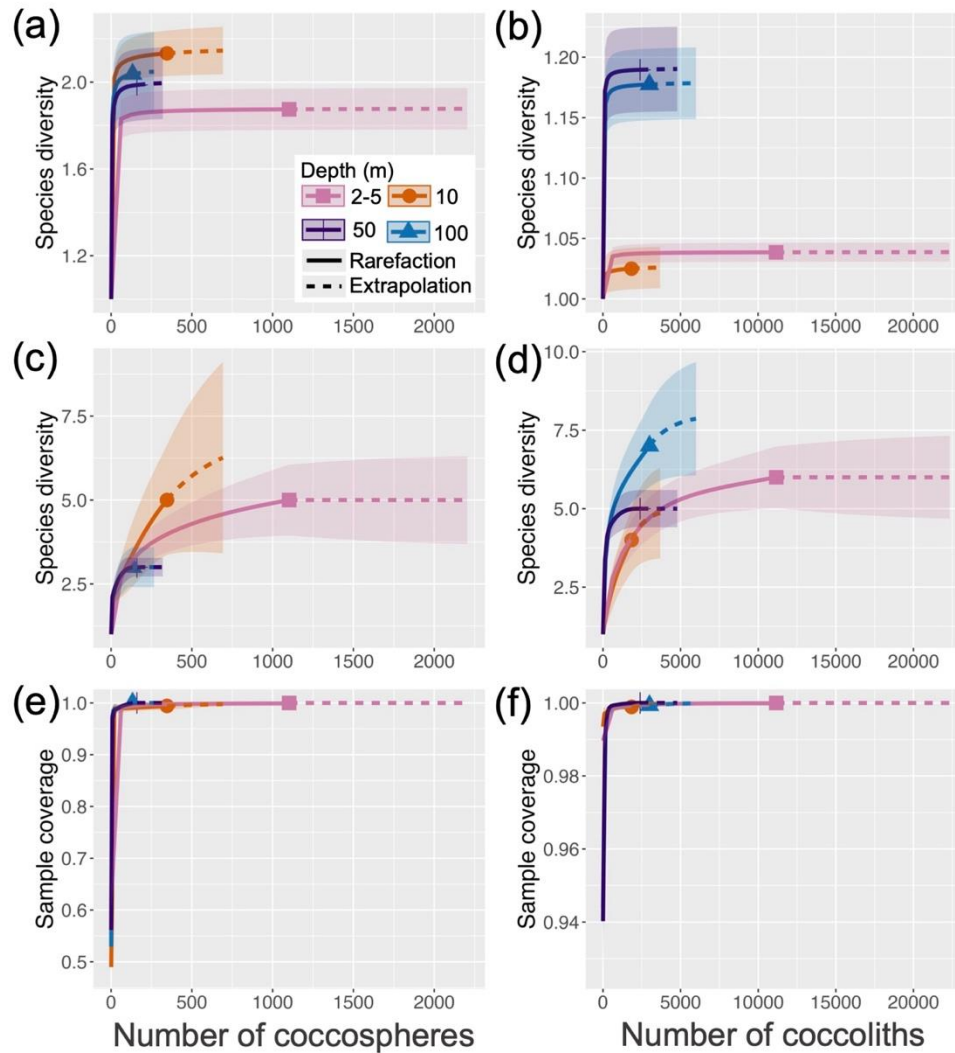 (a)
Species diversity
2.0
1.6
1.2
0 500 1000 1500 2000
Depth (m)
2-5 10
50 100
Rarefaction
Extrapolation
(b)
Species diversity
1.20
1.15
1.10
1.05
1.00
0 5000 10000 15000 20000
(c)
Species diversity
7.5
5.0
2.5
0 500 1000 1500 2000
(d)
Species diversity
10.0
7.5
5.0
2.5
0 5000 10000 15000 20000
(e)
Sample coverage
1.0
0.9
0.8
0.7
0.6
0.5
0 500 1000 1500 2000
Number of coccospheres
(f)
Sample coverage
1.00
0.98
0.96
0.94
0 5000 10000 15000 20000
Number of coccoliths